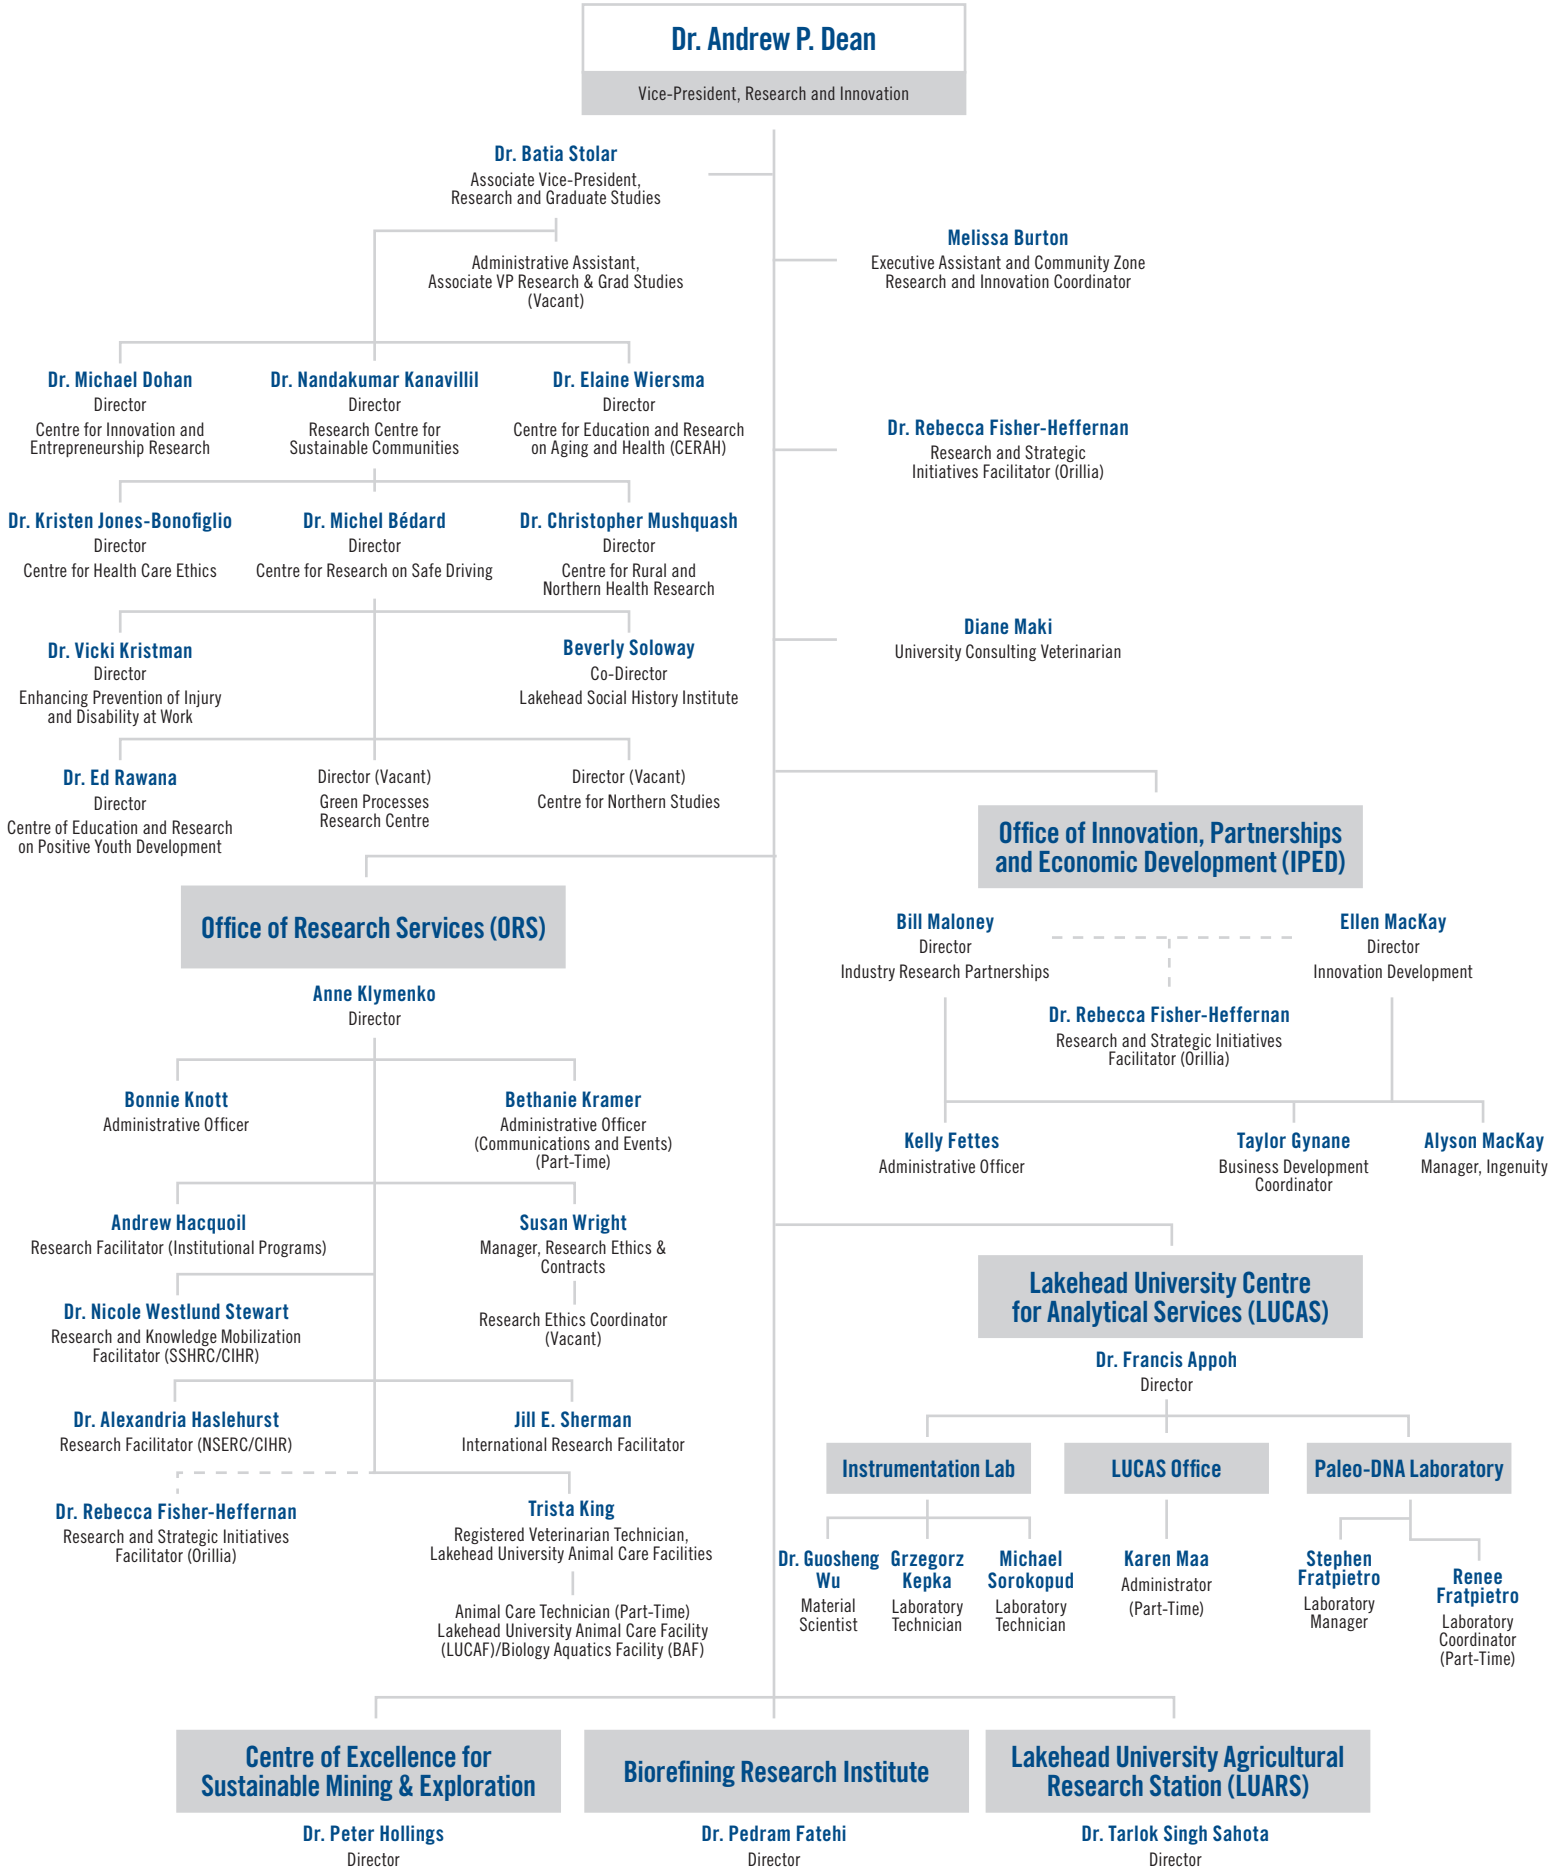 Dr. Andrew P. Dean
Vice-President, Research and Innovation
Dr. Batia Stolar
Associate Vice-President,
Research and Graduate Studies
Administrative Assistant,
Associate VP Research & Grad Studies
(Vacant)
Melissa Burton
Executive Assistant and Community Zone
Research and Innovation Coordinator
Dr. Michael Dohan
Director
Centre for Innovation and
Entrepreneurship Research
Dr. Nandakumar Kanavillil
Director
Research Centre for
Sustainable Communities
Dr. Elaine Wiersma
Director
Centre for Education and Research
on Aging and Health (CERAH)
Dr. Rebecca Fisher-Heffernan
Research and Strategic
Initiatives Facilitator (Orillia)
Dr. Kristen Jones-Bonofiglio
Director
Centre for Health Care Ethics
Dr. Michel Bédard
Director
Centre for Research on Safe Driving
Dr. Christopher Mushquash
Director
Centre for Rural and
Northern Health Research
Dr. Vicki Kristman
Director
Enhancing Prevention of Injury
and Disability at Work
Beverly Soloway
Co-Director
Lakehead Social History Institute
Diane Maki
University Consulting Veterinarian
Dr. Ed Rawana
Director
Centre of Education and Research
on Positive Youth Development
Director (Vacant)
Green Processes
Research Centre
Director (Vacant)
Centre for Northern Studies
Office of Innovation, Partnerships
and Economic Development (IPED)
Bill Maloney
Director
Industry Research Partnerships
Ellen MacKay
Director
Innovation Development
Dr. Rebecca Fisher-Heffernan
Research and Strategic Initiatives
Facilitator (Orillia)
Kelly Fettes
Administrative Officer
Taylor Gynane
Business Development
Coordinator
Alyson MacKay
Manager, Ingenuity
Office of Research Services (ORS)
Anne Klymenko
Director
Bonnie Knott
Administrative Officer
Bethanie Kramer
Administrative Officer
(Communications and Events)
(Part-Time)
Andrew Hacquoil
Research Facilitator (Institutional Programs)
Susan Wright
Manager, Research Ethics &
Contracts
Research Ethics Coordinator
(Vacant)
Dr. Nicole Westlund Stewart
Research and Knowledge Mobilization
Facilitator (SSHRC/CIHR)
Dr. Alexandria Haslehurst
Research Facilitator (NSERC/CIHR)
Jill E. Sherman
International Research Facilitator
Dr. Rebecca Fisher-Heffernan
Research and Strategic Initiatives
Facilitator (Orillia)
Trista King
Registered Veterinarian Technician,
Lakehead University Animal Care Facilities
Animal Care Technician (Part-Time)
Lakehead University Animal Care Facility
(LUCAF)/Biology Aquatics Facility (BAF)
Lakehead University Centre
for Analytical Services (LUCAS)
Dr. Francis Appoh
Director
Instrumentation Lab
LUCAS Office
Paleo-DNA Laboratory
Dr. Guosheng
Wu
Material
Scientist
Grzegorz
Kepka
Laboratory
Technician
Michael
Sorokopud
Laboratory
Technician
Karen Maa
Administrator
(Part-Time)
Stephen
Fratpietro
Laboratory
Manager
Renee
Fratpietro
Laboratory
Coordinator
(Part-Time)
Centre of Excellence for
Sustainable Mining & Exploration
Dr. Peter Hollings
Director
Biorefining Research Institute
Dr. Pedram Fatehi
Director
Lakehead University Agricultural
Research Station (LUARS)
Dr. Tarlok Singh Sahota
Director